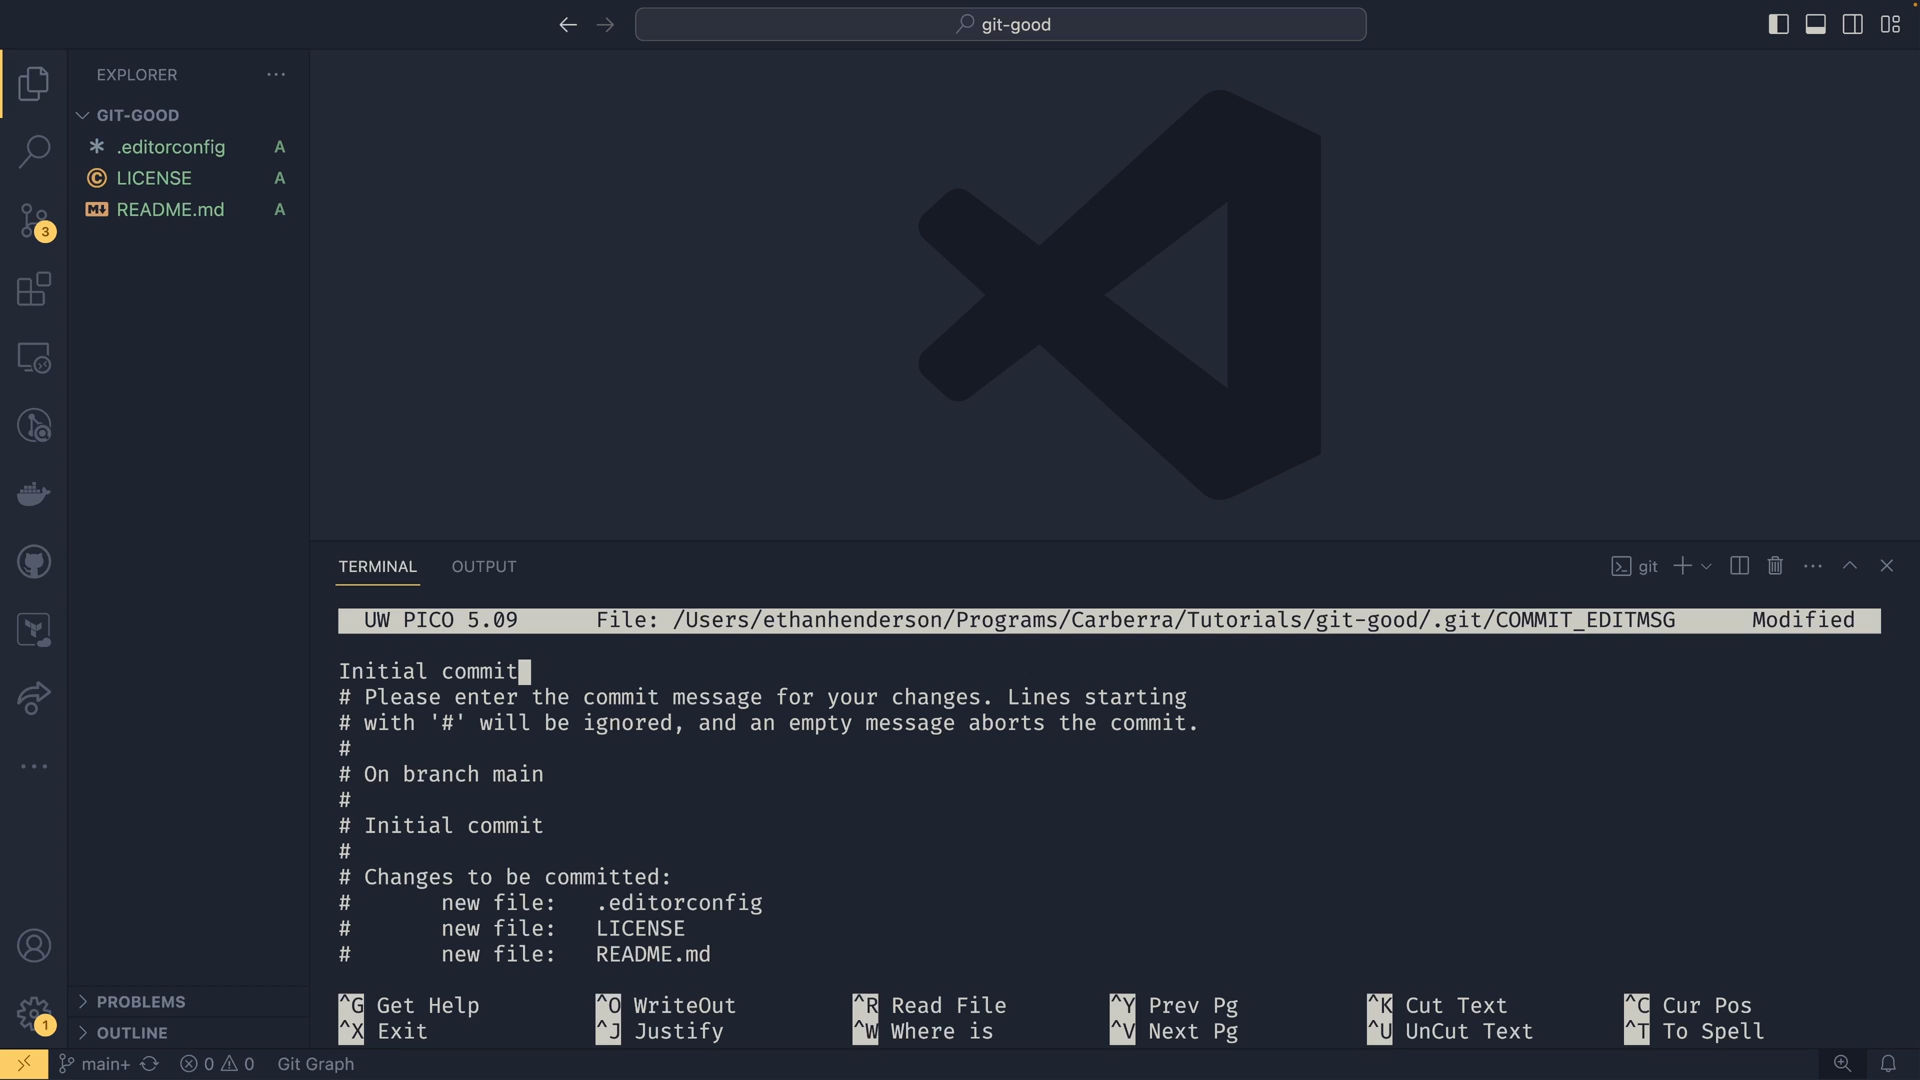 git-good
EXPLORER
GIT-GOOD
.editorconfig A
LICENSE A
README.md A
3
TERMINAL
OUTPUT
git
UW PICO 5.09 File: /Users/ethanhenderson/Programs/Carberra/Tutorials/git-good/.git/COMMIT_EDITMSG Modified
Initial commit
# Please enter the commit message for your changes. Lines starting
# with '#' will be ignored, and an empty message aborts the commit.
#
# On branch main
#
# Initial commit
#
# Changes to be committed:
# new file: .editorconfig
# new file: LICENSE
# new file: README.md
^G Get Help ^O WriteOut ^R Read File ^Y Prev Pg ^K Cut Text ^C Cur Pos
^X Exit ^J Justify ^W Where is ^V Next Pg ^U UnCut Text ^T To Spell
PROBLEMS
OUTLINE
1
main+ 0 0 Git Graph